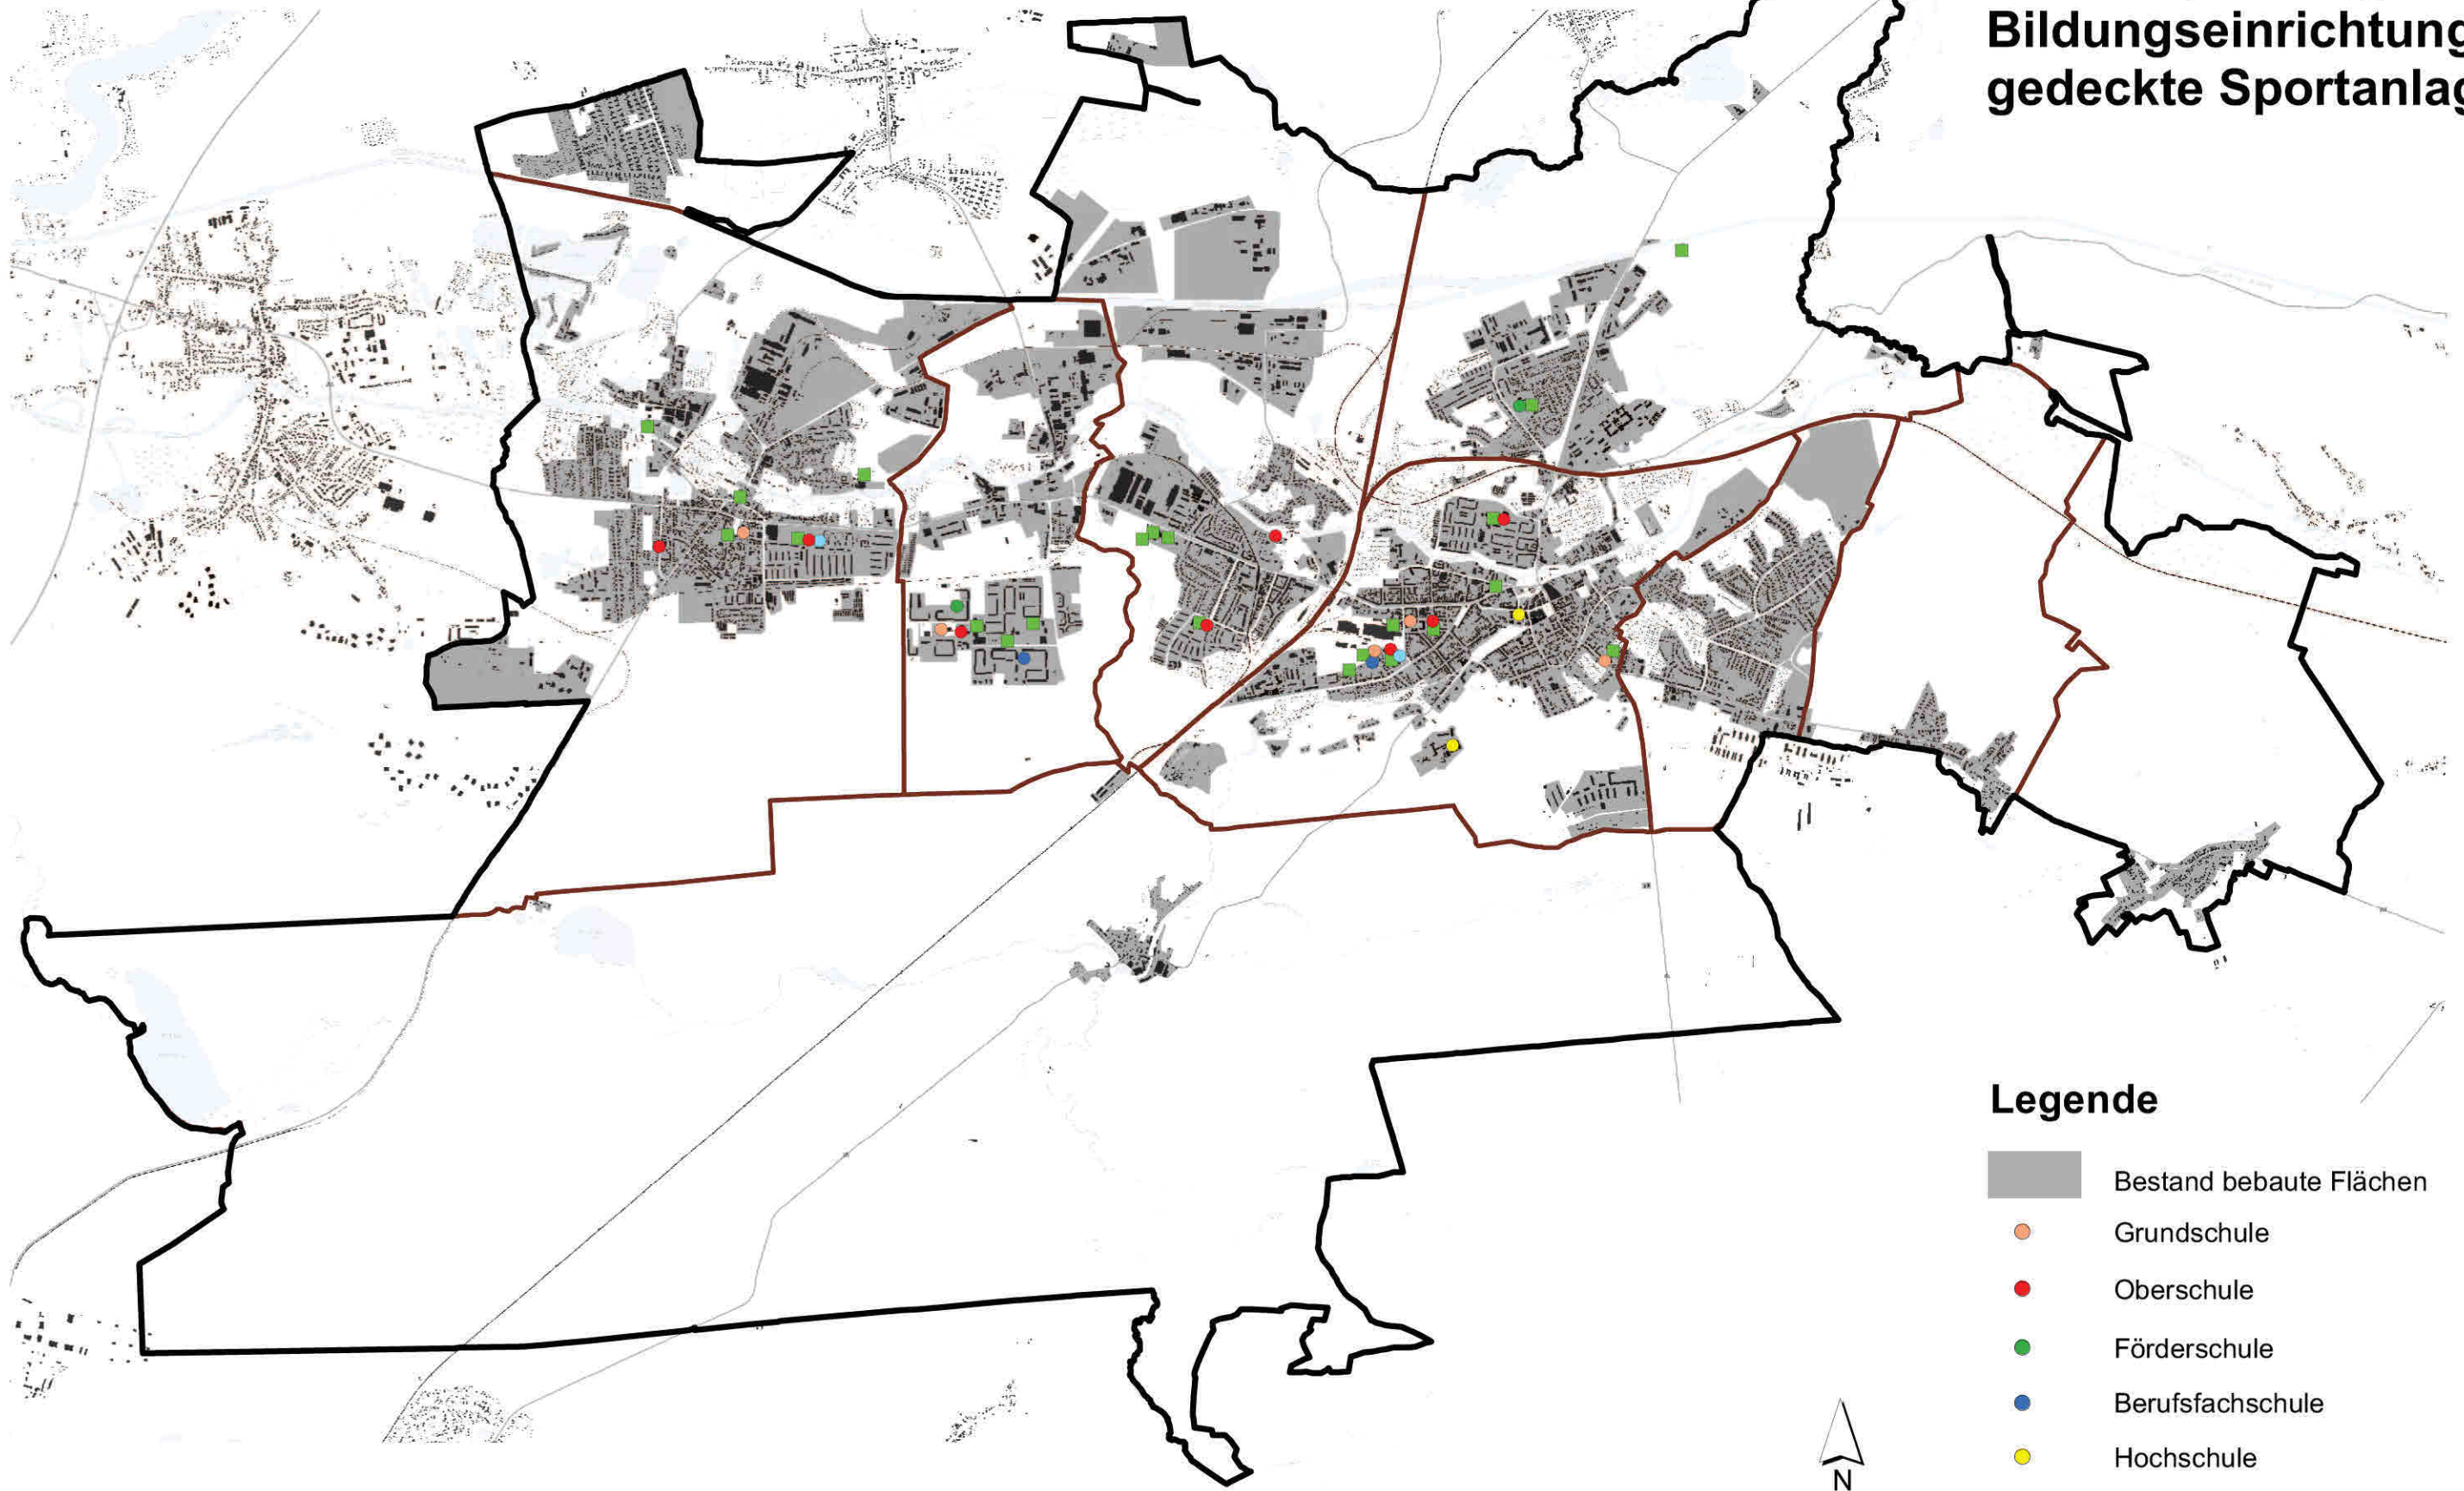 Bildungseinrichtung
gedeckte Sportanlag
Legende
Bestand bebaute Flächen
Grundschule
Oberschule
Förderschule
Berufsfachschule
Hochschule
N